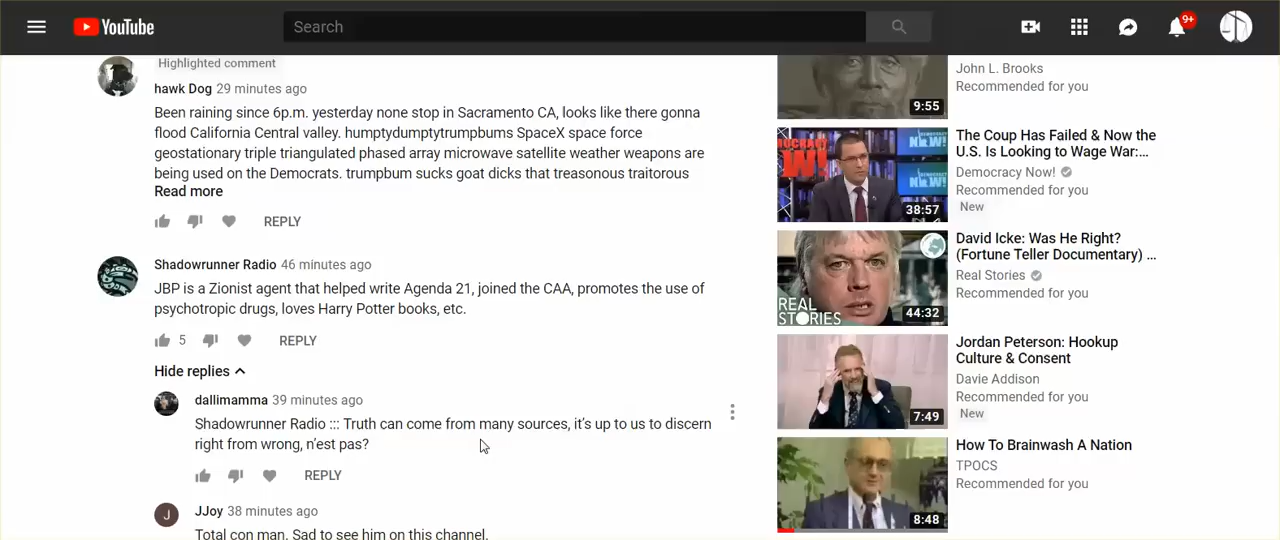 YouTube
Search
9+
Highlighted comment
hawk Dog 29 minutes ago
Been raining since 6p.m. yesterday none stop in Sacramento CA, looks like there gonna
flood California Central valley. humptydumptytrumpbums SpaceX space force
geostationary triple triangulated phased array microwave satellite weather weapons are
being used on the Democrats. trumpbum sucks goat dicks that treasonous traitorous
Read more
REPLY
Shadowrunner Radio 46 minutes ago
JBP is a Zionist agent that helped write Agenda 21, joined the CAA, promotes the use of
psychotropic drugs, loves Harry Potter books, etc.
5 REPLY
Hide replies
dallimamma 39 minutes ago
Shadowrunner Radio ::: Truth can come from many sources, it's up to us to discern
right from wrong, n'est pas?
REPLY
J
JJoy 38 minutes ago
Total con man. Sad to see him on this channel.
9:55
John L. Brooks
Recommended for you
38:57
The Coup Has Failed & Now the
U.S. Is Looking to Wage War:...
Democracy Now!
Recommended for you
New
REAL
STORIES
44:32
David Icke: Was He Right?
(Fortune Teller Documentary) ...
Real Stories
Recommended for you
7:49
Jordan Peterson: Hookup
Culture & Consent
Davie Addison
Recommended for you
New
8:48
How To Brainwash A Nation
TPOCS
Recommended for you